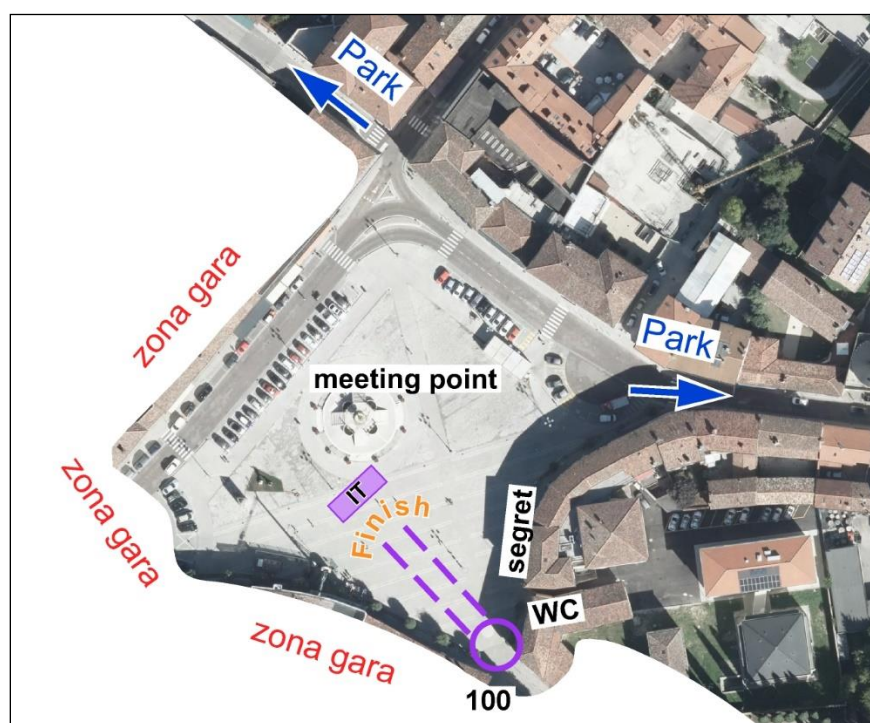 Park
zona gara
Park
meeting point
IT
Finish
zona gara
segret
WC
zona gara
100